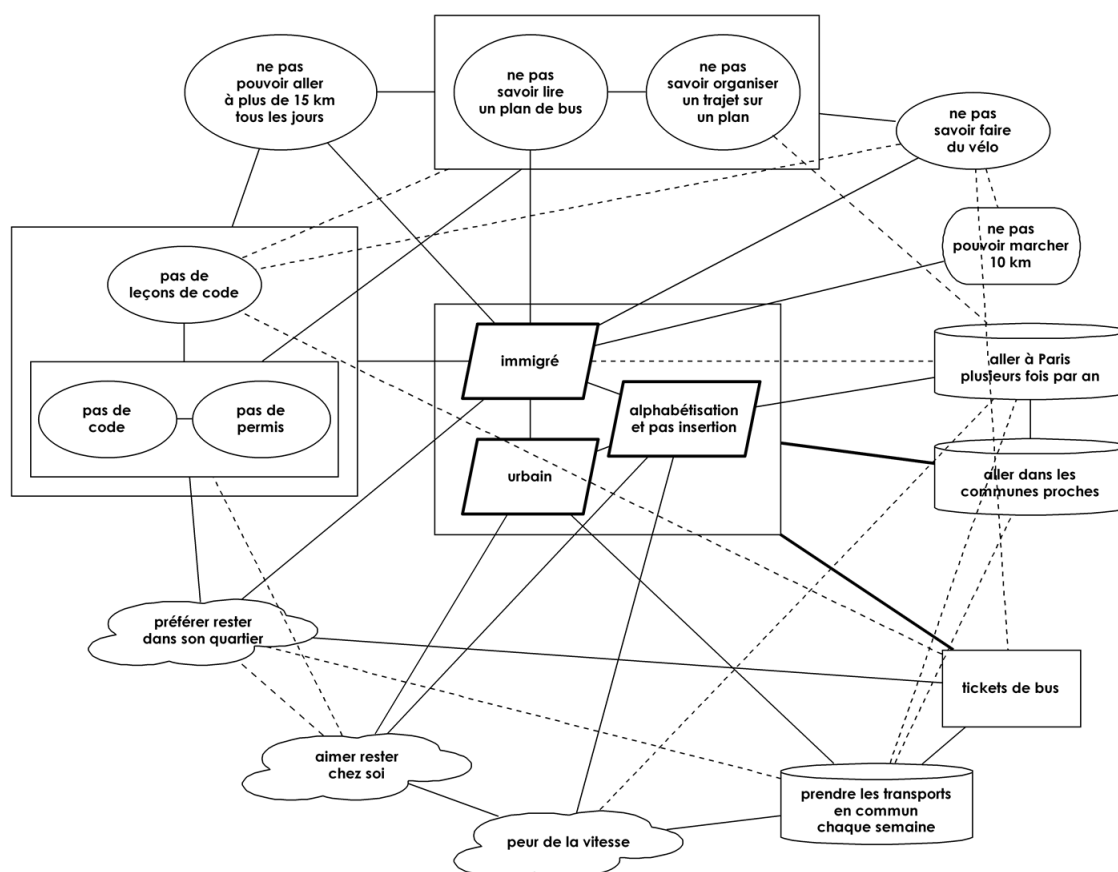 ne pas
pouvoir aller
à plus de 15 km
tous les jours
ne pas
savoir lire
un plan de bus
ne pas
savoir organiser
un trajet sur
un plan
ne pas
savoir faire
du vélo
ne pas
pouvoir marcher
10 km
pas de
leçons de code
immigré
aller à Paris
plusieurs fois par an
pas de
code
pas de
permis
alphabétisation
et pas insertion
urbain
aller dans les
communes proches
préférer rester
dans son quartier
tickets de bus
aimer rester
chez soi
prendre les transports
en commun
chaque semaine
peur de la vitesse